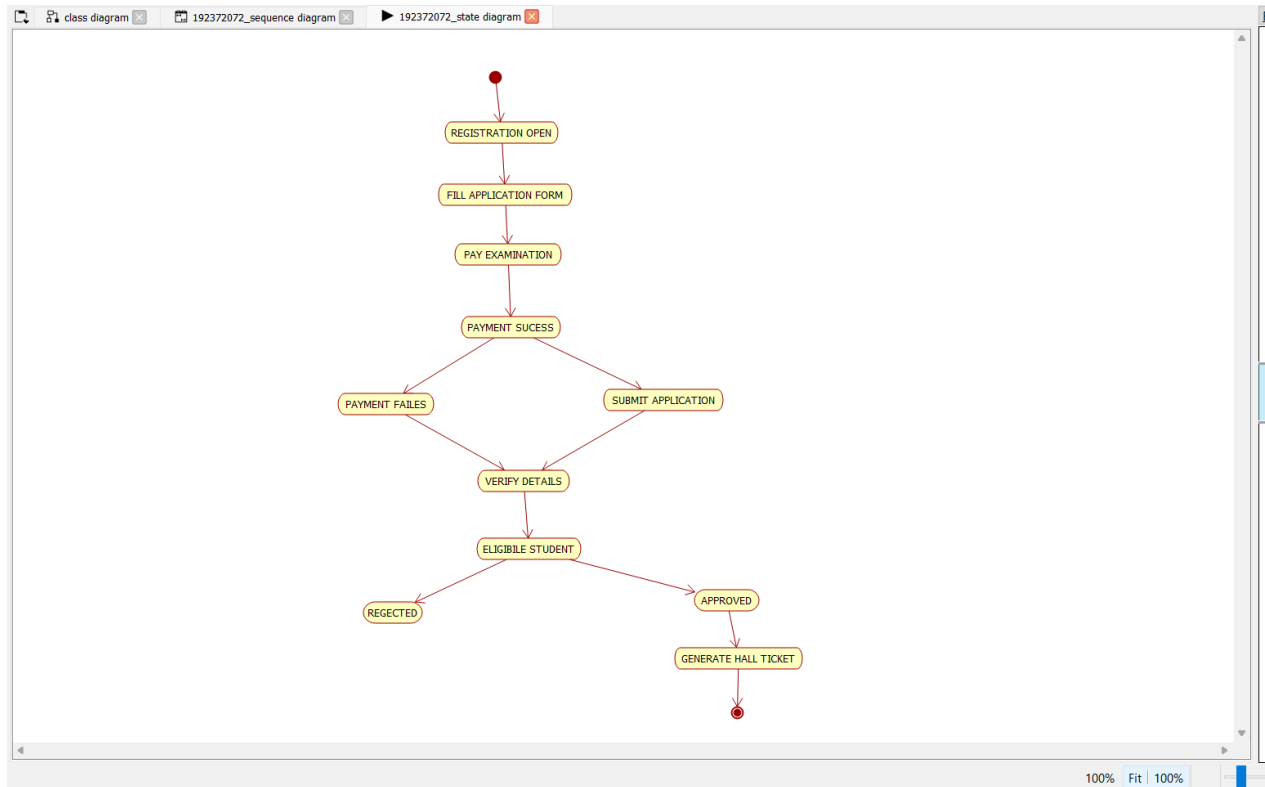 class diagram
192372072_sequence diagram
192372072_state diagram
REGISTRATION OPEN
FILL APPLICATION FORM
PAY EXAMINATION
PAYMENT SUCESS
PAYMENT FAILES
SUBMIT APPLICATION
VERIFY DETAILS
ELIGIBILE STUDENT
REGECTED
APPROVED
GENERATE HALL TICKET
100% Fit 100%